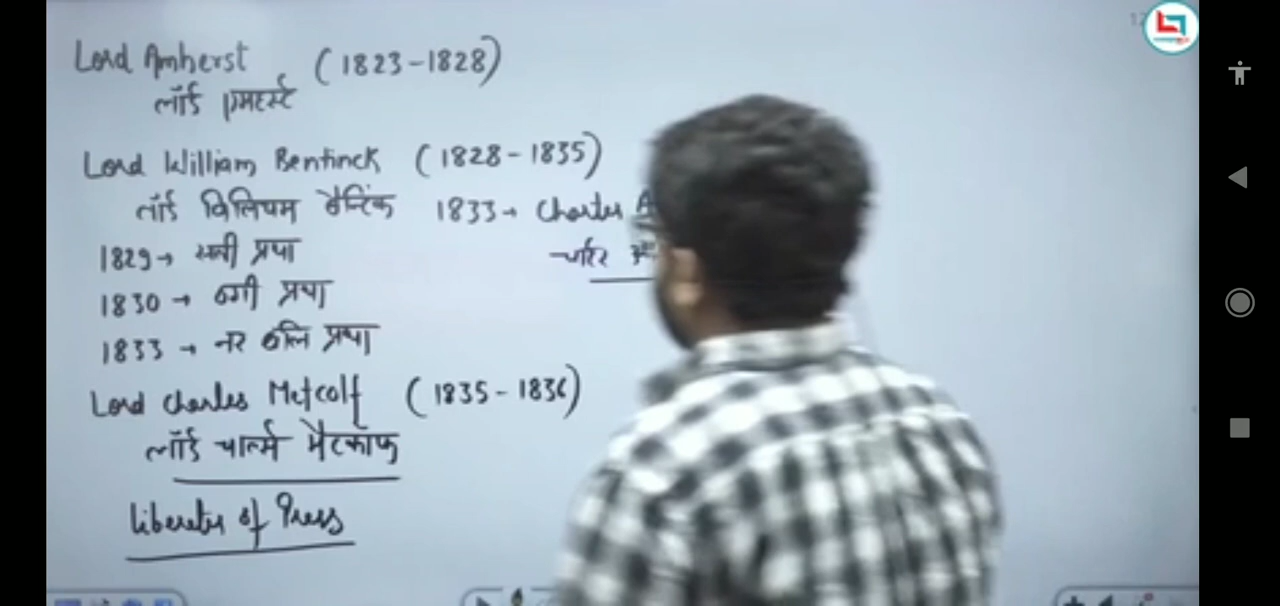 Lord Amherst (1823-1828)
लॉर्ड एमहर्स्ट
Lord William Bentinck (1828-1835)
लॉर्ड विलियम बैन्टिंक 1833→ Charter A
1829→ सती प्रथा चार्टर
1830→ ठगी प्रथा
1833→ नर बलि प्रथा
Lord Charles Metcalf (1835-1836)
लॉर्ड चार्ल्स मैटकॉफ
of Press